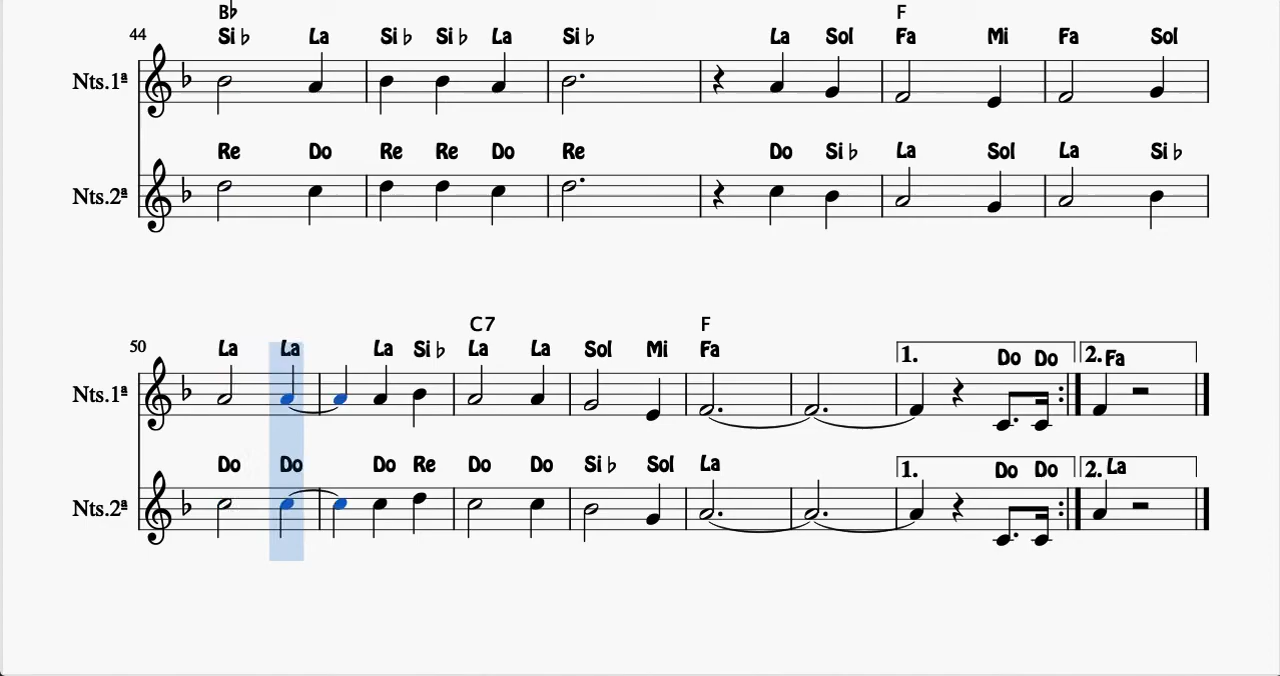 B♭ F
44 Si♭ La Si♭ Si♭ La Si♭ La Sol Fa Mi Fa Sol
Nts.1ª
Re Do Re Re Do Re Do Si♭ La Sol La Si♭
Nts.2ª
C7 F
50 La La La Si♭ La La Sol Mi Fa 1. Do Do 2. Fa
Nts.1ª
Do Do Do Re Do Do Si♭ Sol La 1. Do Do 2. La
Nts.2ª